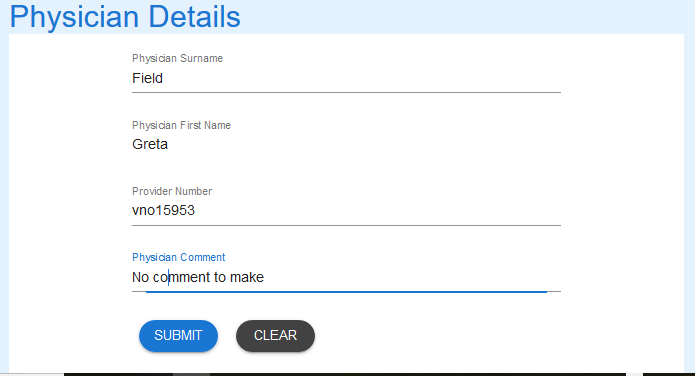 Physician Details
Physician Surname
Field
Physician First Name
Greta
Provider Number
vno15953
Physician Comment
No comment to make
SUBMIT CLEAR